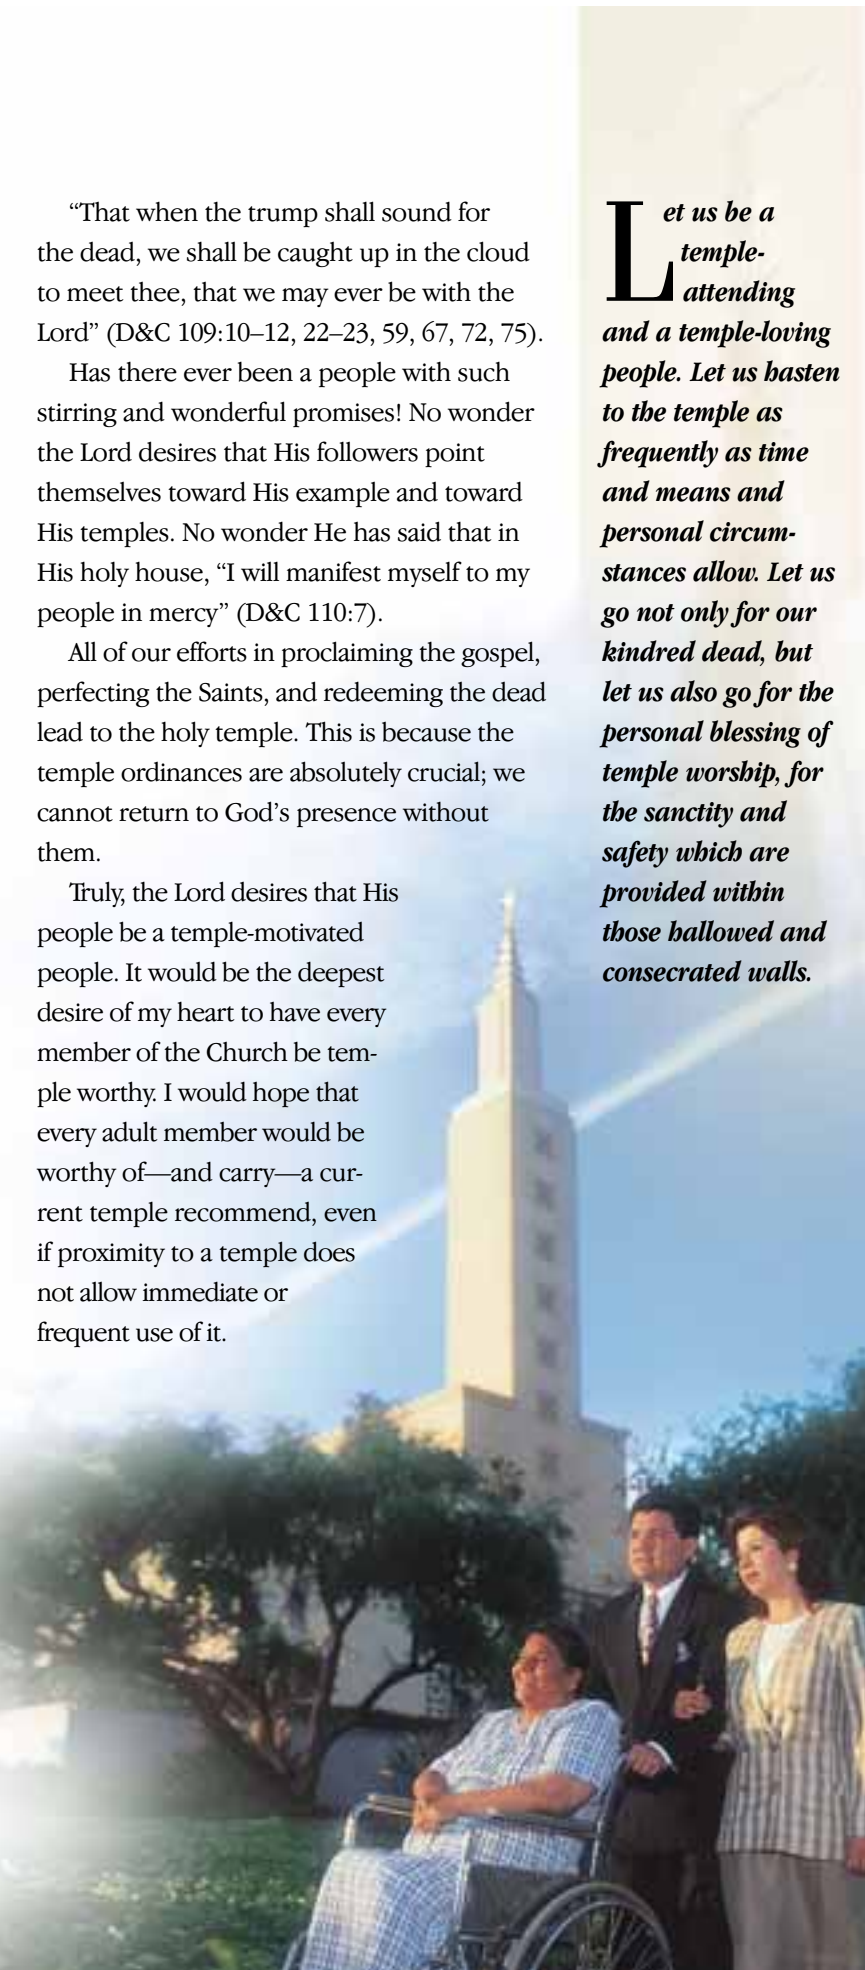 “That when the trump shall sound for
the dead, we shall be caught up in the cloud
to meet thee, that we may ever be with the
Lord” (D&C 109:10–12, 22–23, 59, 67, 72, 75).
Has there ever been a people with such
stirring and wonderful promises! No wonder
the Lord desires that His followers point
themselves toward His example and toward
His temples. No wonder He has said that in
His holy house, “I will manifest myself to my
people in mercy” (D&C 110:7).
All of our efforts in proclaiming the gospel,
perfecting the Saints, and redeeming the dead
lead to the holy temple. This is because the
temple ordinances are absolutely crucial; we
cannot return to God’s presence without
them.
Truly, the Lord desires that His
people be a temple-motivated
people. It would be the deepest
desire of my heart to have every
member of the Church be tem-
ple worthy. I would hope that
every adult member would be
worthy of—and carry—a cur-
rent temple recommend, even
if proximity to a temple does
not allow immediate or
frequent use of it.
Let us be a
temple-
attending
and a temple-loving
people. Let us hasten
to the temple as
frequently as time
and means and
personal circum-
stances allow. Let us
go not only for our
kindred dead, but
let us also go for the
personal blessing of
temple worship, for
the sanctity and
safety which are
provided within
those hallowed and
consecrated walls.